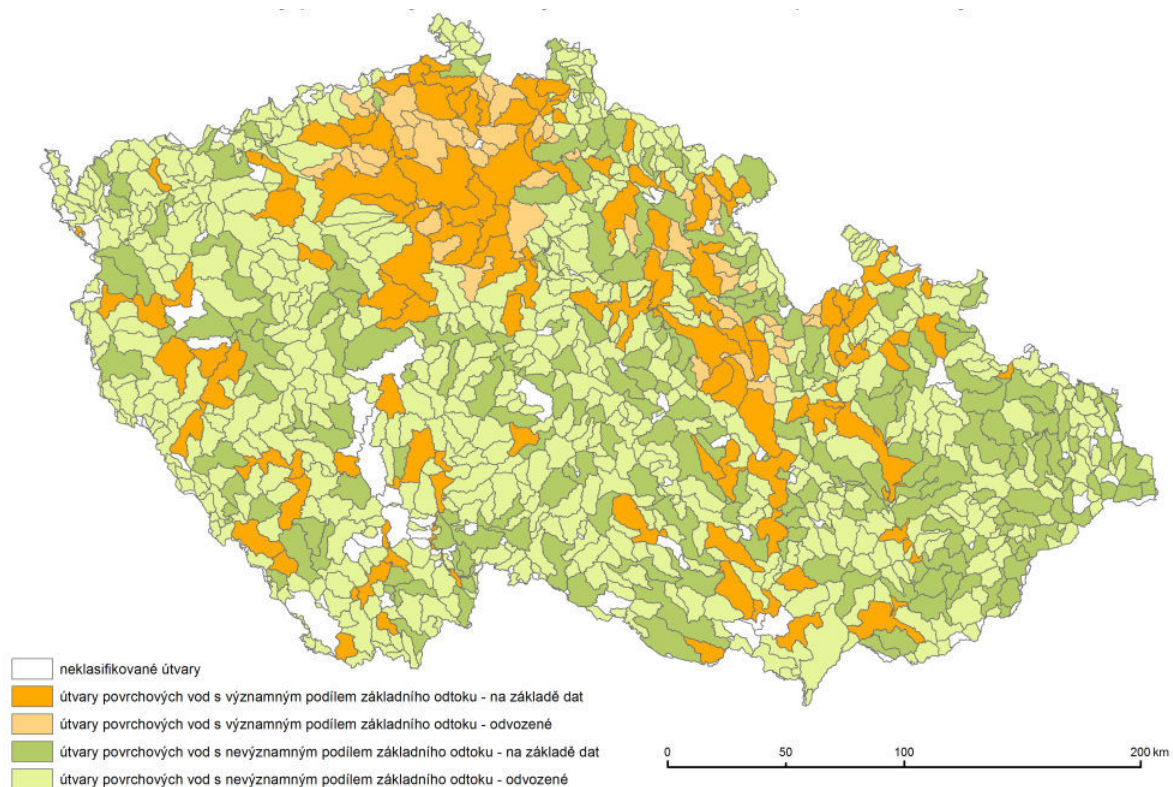 neklasifikované útvary
útvary povrchových vod s významným podílem základního odtoku - na základě dat
útvary povrchových vod s významným podílem základního odtoku - odvozené
útvary povrchových vod s nevýznamným podílem základního odtoku - na základě dat
útvary povrchových vod s nevýznamným podílem základního odtoku - odvozené
0 50 100 200 km